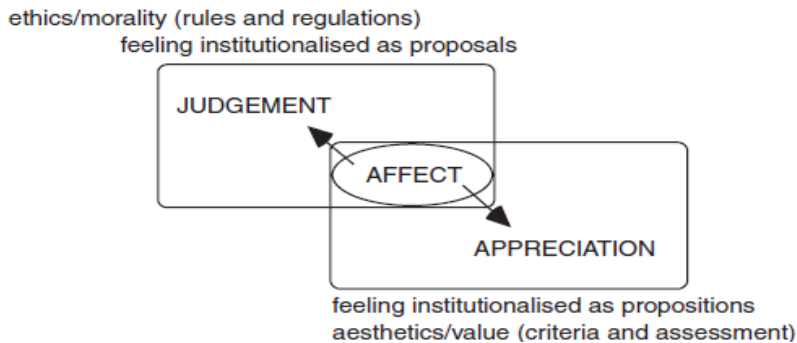 ethics/morality (rules and regulations)
feeling institutionalised as proposals
JUDGEMENT
AFFECT
APPRECIATION
feeling institutionalised as propositions
aesthetics/value (criteria and assessment)